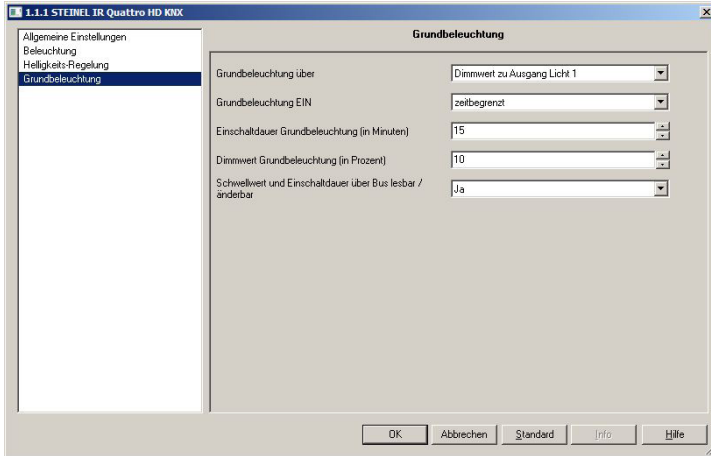 1.1.1 STEINEL IR Quattro HD KNX
Allgemeine Einstellungen
Beleuchtung
Helligkeits-Regelung
Grundbeleuchtung
Grundbeleuchtung
Grundbeleuchtung über
Dimmwert zu Ausgang Licht 1
Grundbeleuchtung EIN
zeitbegrenzt
Einschaltdauer Grundbeleuchtung (in Minuten)
15
Dimmwert Grundbeleuchtung (in Prozent)
10
Schwellwert und Einschaltdauer über Bus lesbar /
änderbar
Ja
OK
Abbrechen
Standard
Info
Hilfe